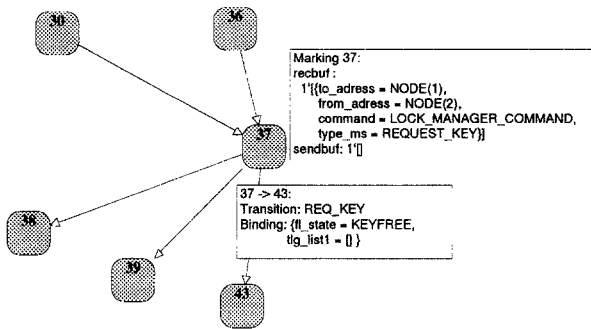 30
36
Marking 37:
recbuf :
1'[{to_adress = NODE(1),
from_adress = NODE(2),
command = LOCK_MANAGER_COMMAND,
type_ms = REQUEST_KEY}]
sendbuf: 1'[]
37
37 -> 43:
Transition: REQ_KEY
Binding: {fl_state = KEYFREE,
tlg_list1 = [] }
38
39
43